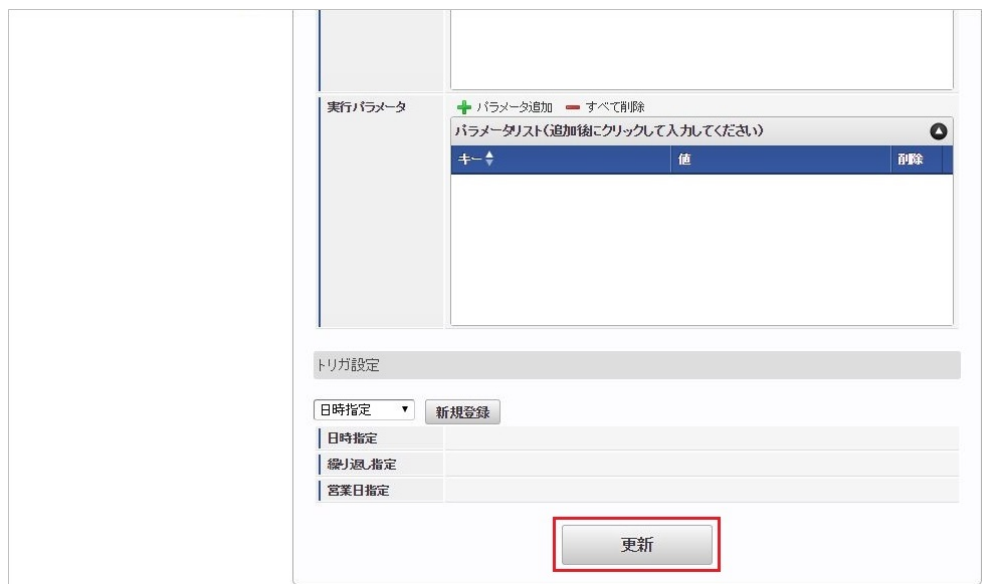 実行パラメータ
パラメータ追加 すべて削除
パラメータリスト(追加後にクリックして入力してください)
キー 値 削除
トリガ設定
日時指定 新規登録
日時指定
繰り返し指定
営業日指定
更新